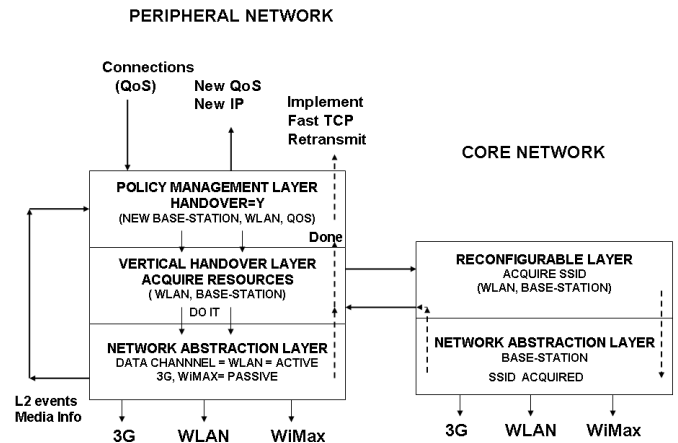 PERIPHERAL NETWORK
Connections
(QoS)
New QoS
New IP
Implement
Fast TCP
Retransmit
CORE NETWORK
POLICY MANAGEMENT LAYER
HANDOVER=Y
(NEW BASE-STATION, WLAN, QOS)
Done
VERTICAL HANDOVER LAYER
ACQUIRE RESOURCES
( WLAN, BASE-STATION)
DO IT
NETWORK ABSTRACTION LAYER
DATA CHANNNEL = WLAN = ACTIVE
3G, WiMAX= PASSIVE
L2 events
Media Info
3G
WLAN
WiMax
RECONFIGURABLE LAYER
ACQUIRE SSID
(WLAN, BASE-STATION)
NETWORK ABSTRACTION LAYER
BASE-STATION
SSID ACQUIRED
3G
WLAN
WiMax